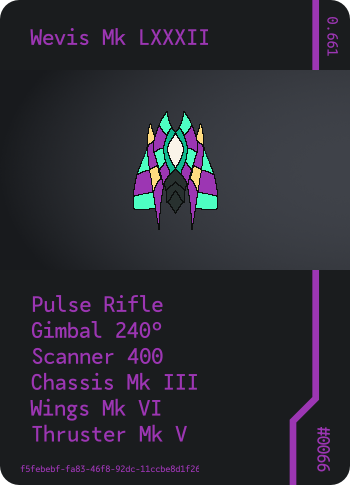 Wevis Mk LXXXII
0.661
Pulse Rifle
Gimbal 240°
Scanner 400
Chassis Mk III
Wings Mk VI
Thruster Mk V
#0066
f5febebf-fa83-46f8-92dc-11ccbe8d1f26